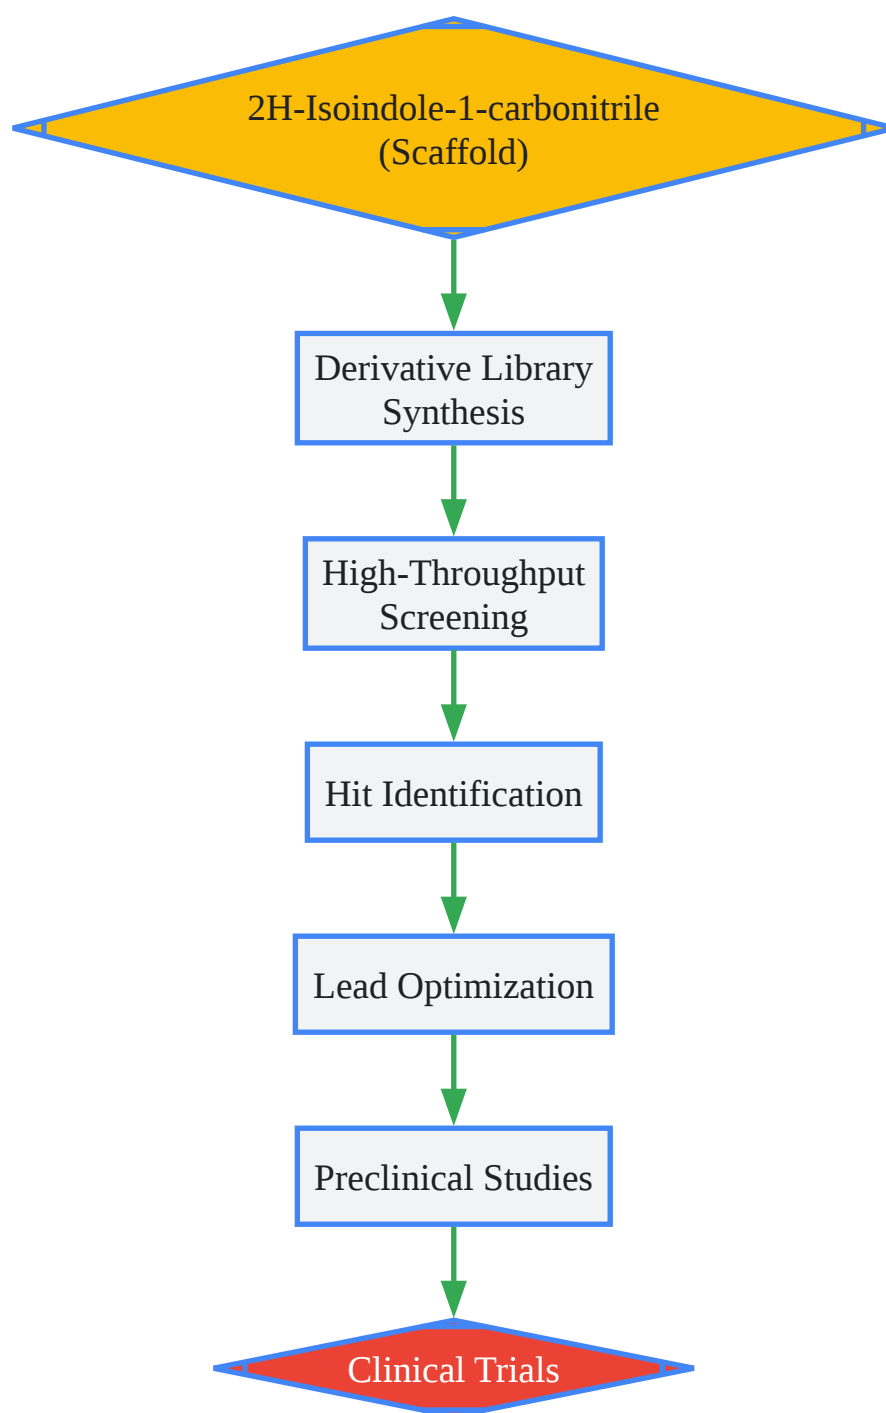 2H-Isoindole-1-carbonitrile
(Scaffold)
Derivative Library
Synthesis
High-Throughput
Screening
Hit Identification
Lead Optimization
Preclinical Studies
Clinical Trials